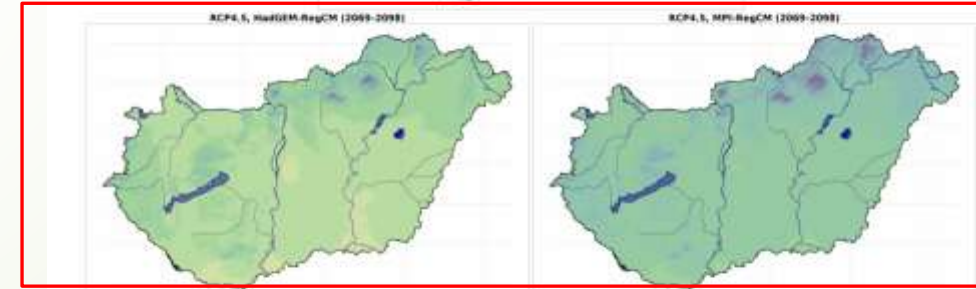 RCP4.5, HadGEM-RegCM (2069-2098)
RCP4.5, MPI-RegCM (2069-2098)